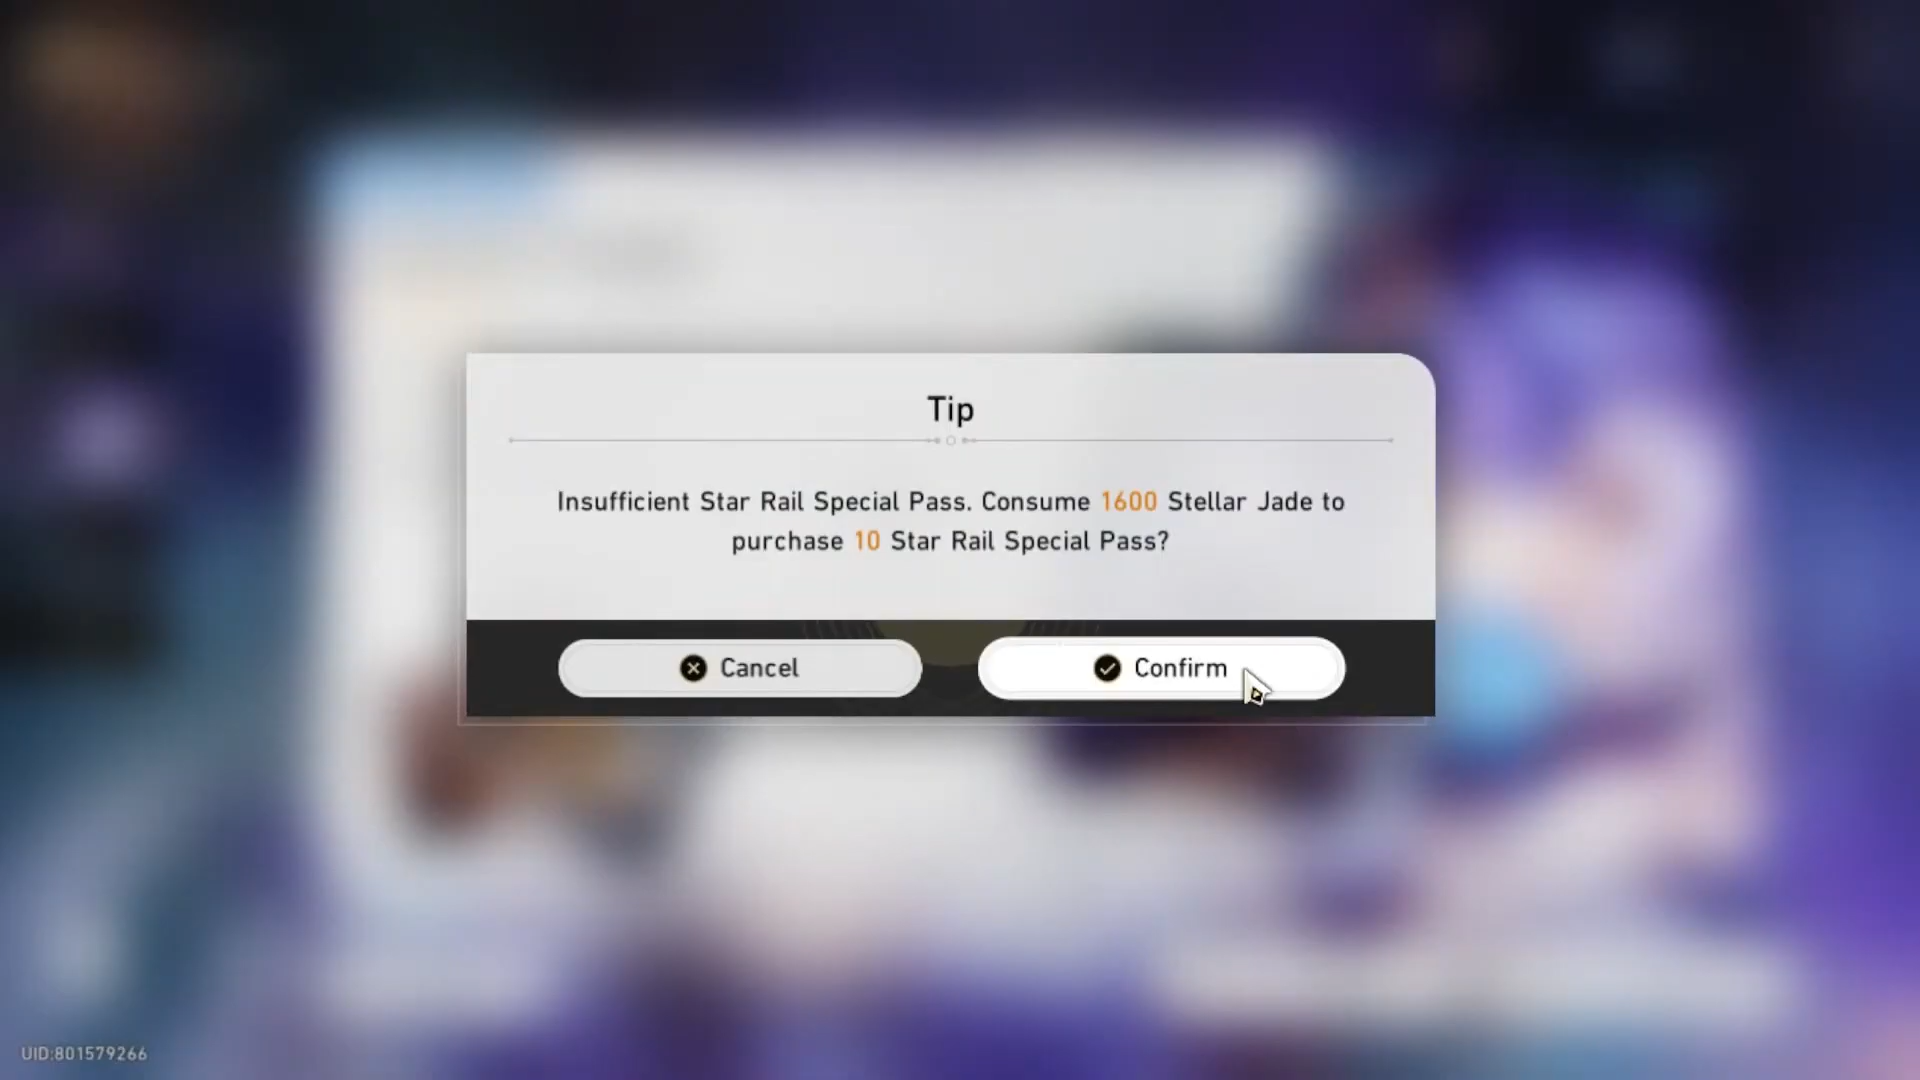 Tip
Insufficient Star Rail Special Pass. Consume 1600 Stellar Jade to
purchase 10 Star Rail Special Pass?
Cancel
Confirm
UID:801579266